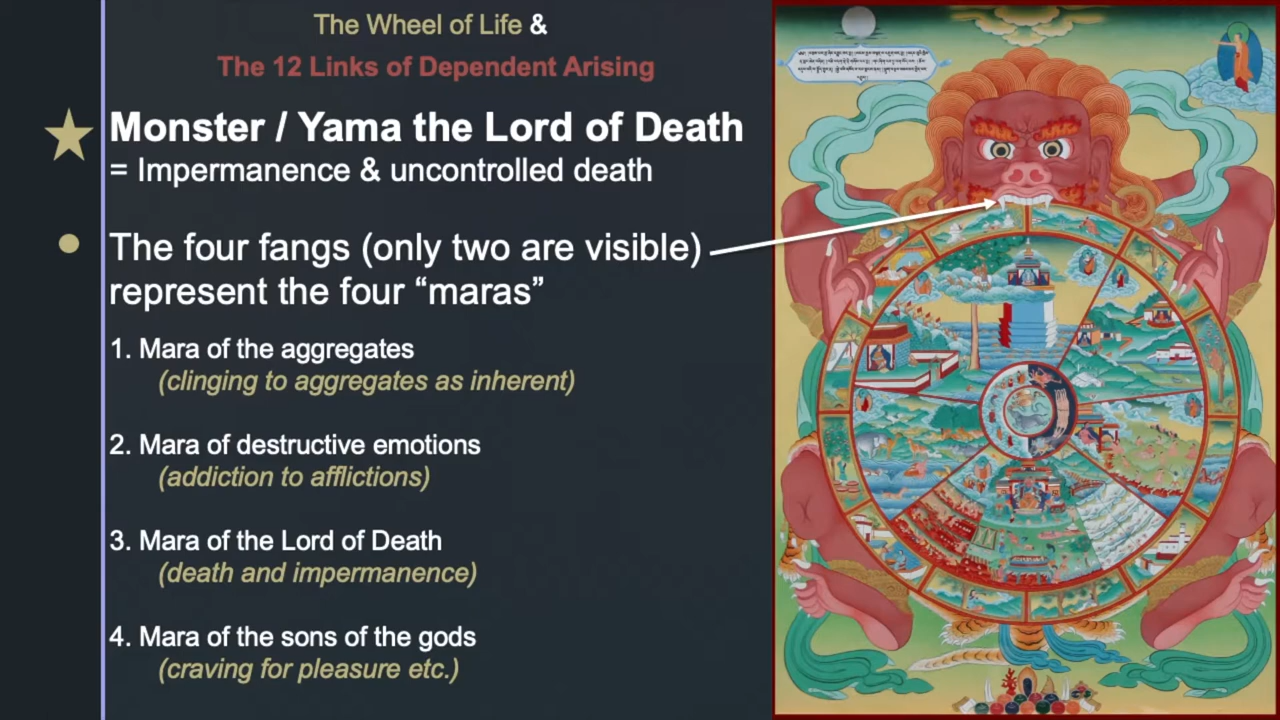 The Wheel of Life &
The 12 Links of Dependent Arising
Monster / Yama the Lord of Death
= Impermanence & uncontrolled death
The four fangs (only two are visible)
represent the four “maras”
1. Mara of the aggregates
(clinging to aggregates as inherent)
2. Mara of destructive emotions
(addiction to afflictions)
3. Mara of the Lord of Death
(death and impermanence)
4. Mara of the sons of the gods
(craving for pleasure etc.)